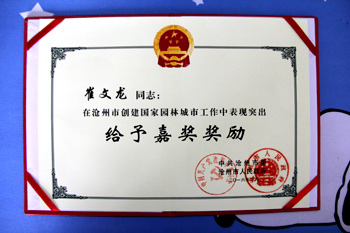 崔文龙 同志：
在沧州市创建国家园林城市工作中表现突出
给予嘉奖奖励
中共沧州市委
沧州市人民政府